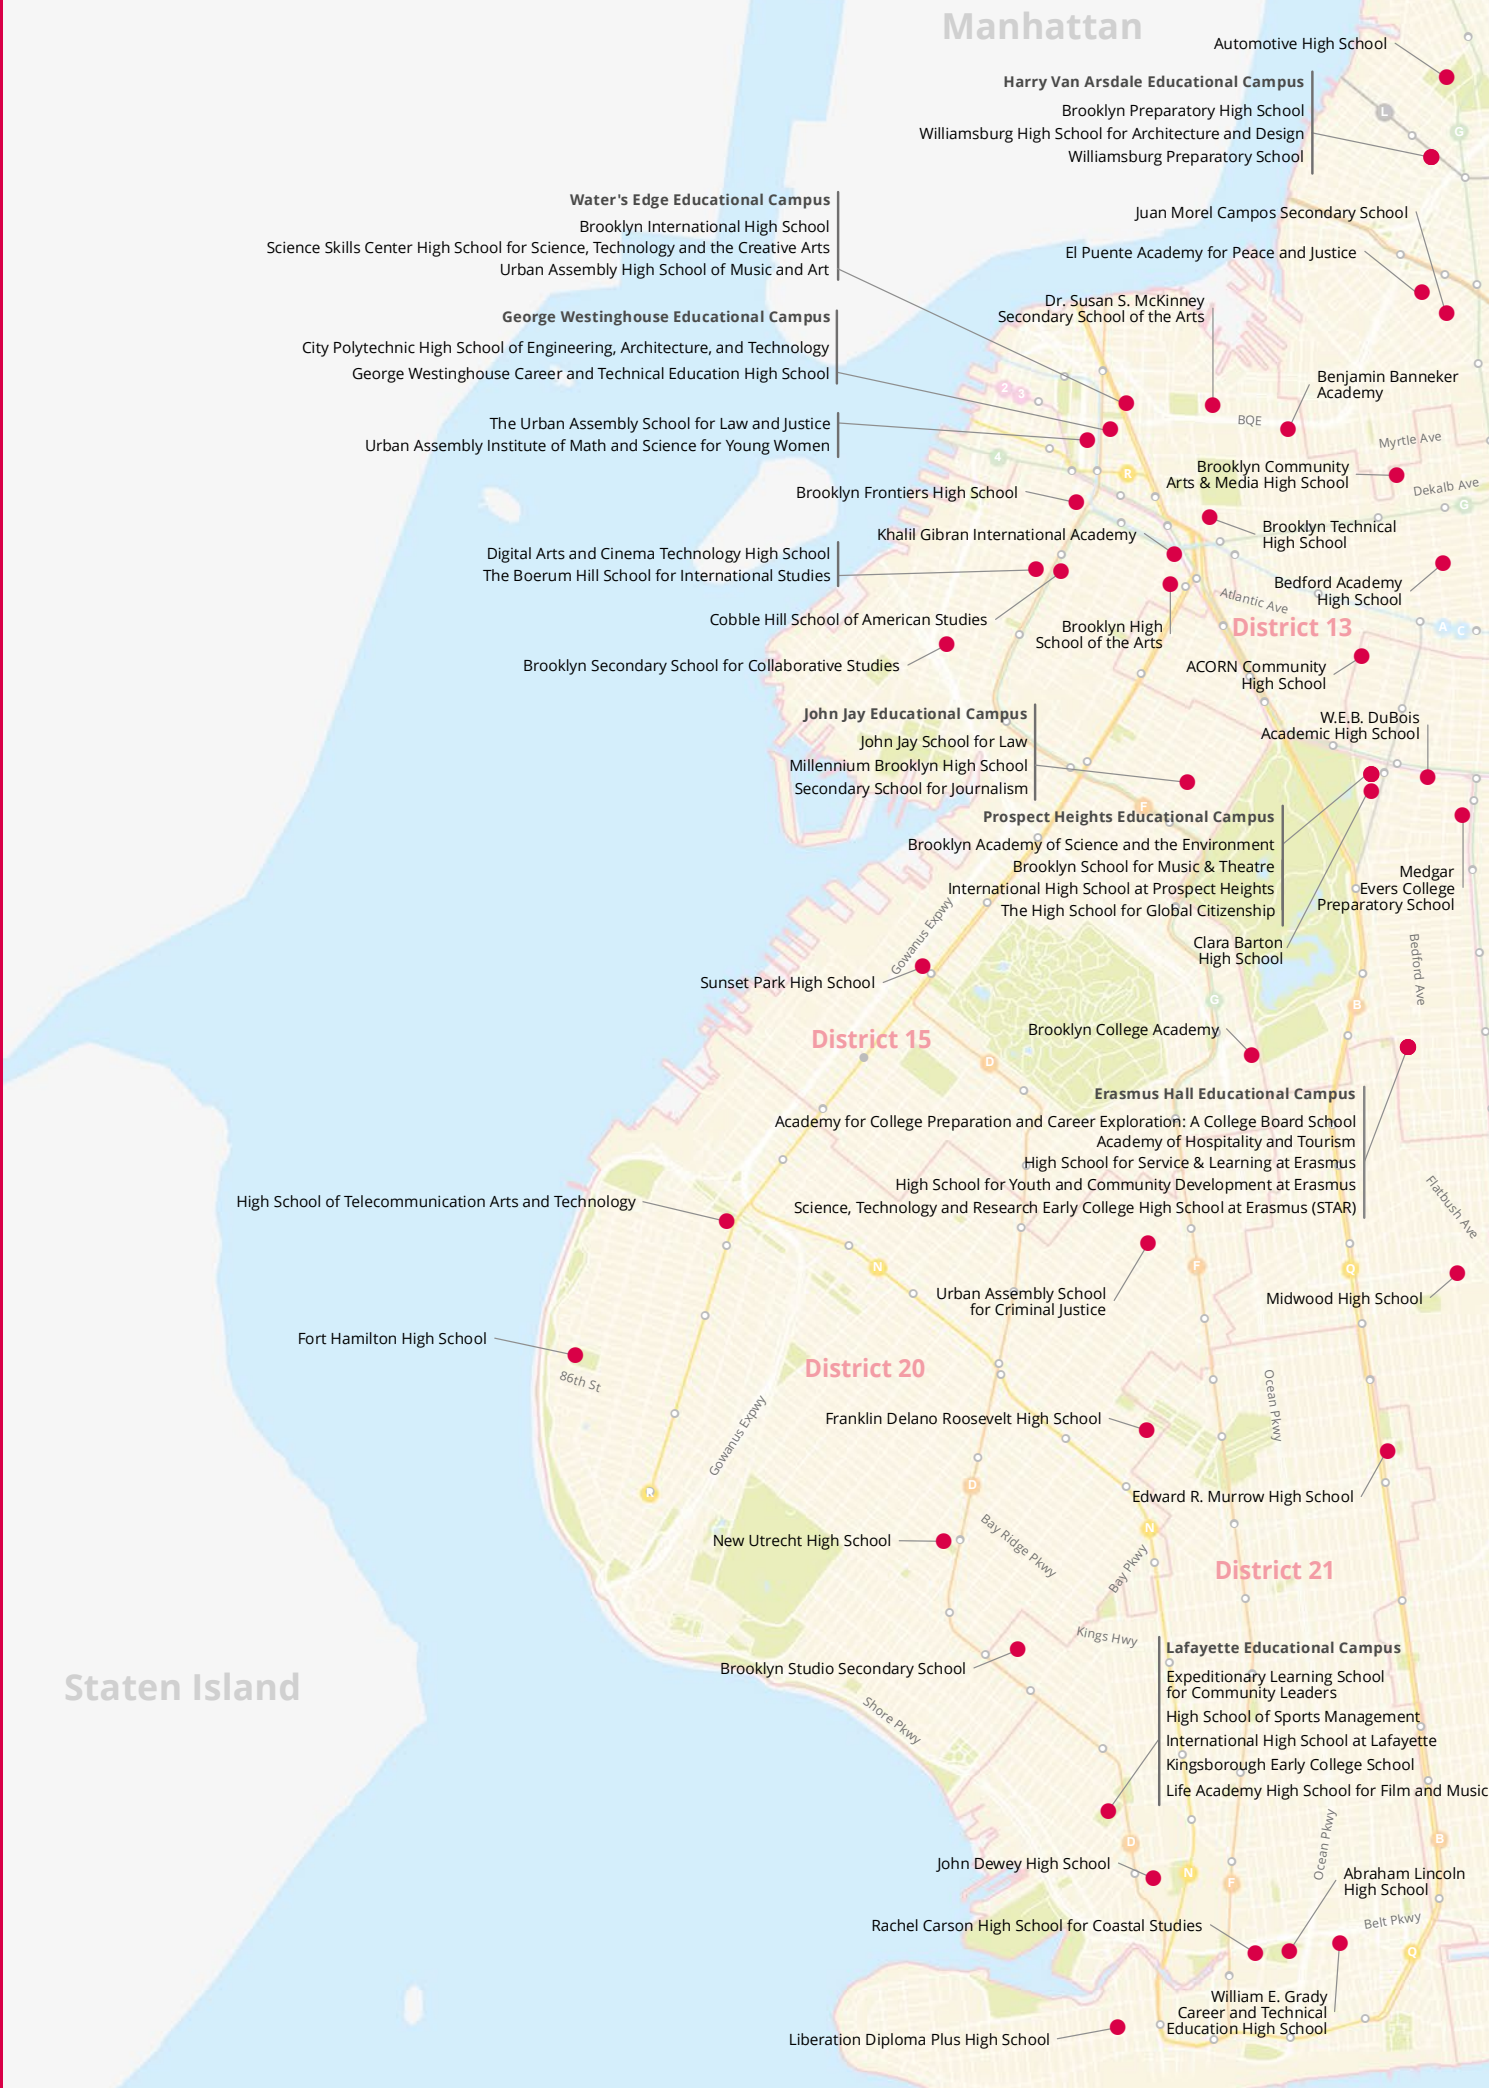 Manhattan
Automotive High School
Harry Van Arsdale Educational Campus
Brooklyn Preparatory High School
Williamsburg High School for Architecture and Design
Williamsburg Preparatory School
L
G
Water's Edge Educational Campus
Brooklyn International High School
Science Skills Center High School for Science, Technology and the Creative Arts
Urban Assembly High School of Music and Art
Juan Morel Campos Secondary School
El Puente Academy for Peace and Justice
Dr. Susan S. McKinney
Secondary School of the Arts
George Westinghouse Educational Campus
City Polytechnic High School of Engineering, Architecture, and Technology
George Westinghouse Career and Technical Education High School
2 3
Benjamin Banneker
Academy
BQE
The Urban Assembly School for Law and Justice
Urban Assembly Institute of Math and Science for Young Women
Myrtle Ave
4
R
Brooklyn Community
Arts & Media High School
Dekalb Ave
G
Brooklyn Frontiers High School
Khalil Gibran International Academy
Brooklyn Technical
High School
Digital Arts and Cinema Technology High School
The Boerum Hill School for International Studies
Bedford Academy
High School
Atlantic Ave
Cobble Hill School of American Studies
Brooklyn High
School of the Arts
District 13
A C
Brooklyn Secondary School for Collaborative Studies
ACORN Community
High School
John Jay Educational Campus
John Jay School for Law
Millennium Brooklyn High School
Secondary School for Journalism
W.E.B. DuBois
Academic High School
F
Prospect Heights Educational Campus
Brooklyn Academy of Science and the Environment
Brooklyn School for Music & Theatre
International High School at Prospect Heights
The High School for Global Citizenship
Medgar
Evers College
Preparatory School
Clara Barton
High School
Gowanus Expwy
Bedford Ave
Sunset Park High School
G
B
District 15
Brooklyn College Academy
D
Erasmus Hall Educational Campus
Academy for College Preparation and Career Exploration: A College Board School
Academy of Hospitality and Tourism
High School for Service & Learning at Erasmus
High School for Youth and Community Development at Erasmus
Science, Technology and Research Early College High School at Erasmus (STAR)
Flatbush Ave
High School of Telecommunication Arts and Technology
N
F
Q
Urban Assembly School
for Criminal Justice
Midwood High School
Fort Hamilton High School
86th St
District 20
Ocean Pkwy
Gowanus Expwy
Franklin Delano Roosevelt High School
R
D
Edward R. Murrow High School
New Utrecht High School
Bay Ridge Pkwy
N
Bay Pkwy
District 21
Kings Hwy
Brooklyn Studio Secondary School
Staten Island
Shore Pkwy
Lafayette Educational Campus
Expeditionary Learning School
for Community Leaders
High School of Sports Management
International High School at Lafayette
Kingsborough Early College School
Life Academy High School for Film and Music
Ocean Pkwy
D
B
John Dewey High School
N
F
Abraham Lincoln
High School
Rachel Carson High School for Coastal Studies
Belt Pkwy
Q
William E. Grady
Career and Technical
Education High School
Liberation Diploma Plus High School